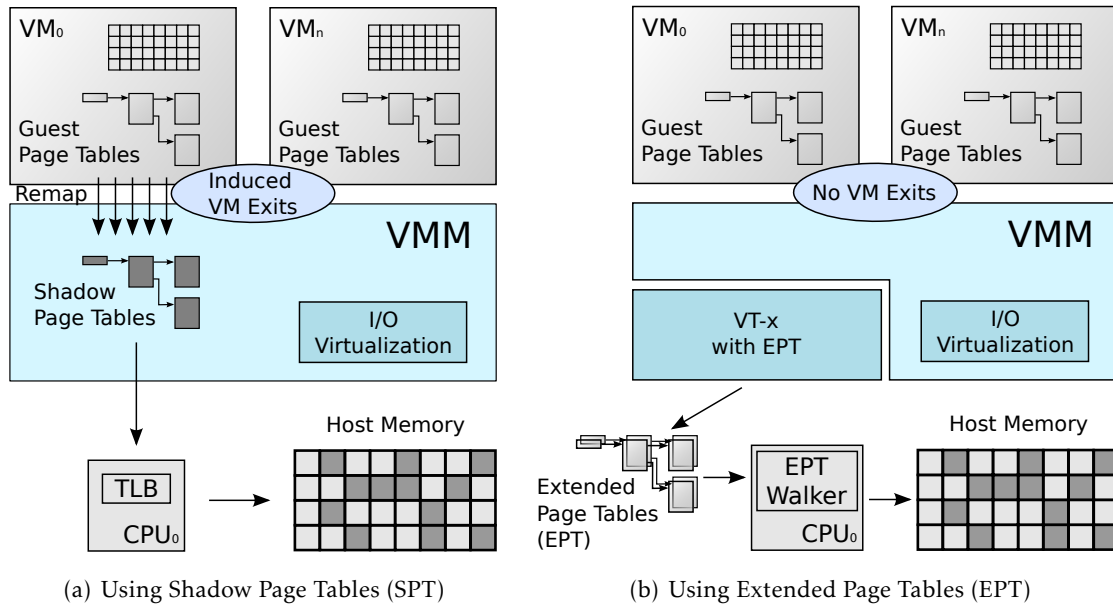 VM₀
Guest
Page Tables
VMₙ
Guest
Page Tables
Remap
Induced
VM Exits
VMM
Shadow
Page Tables
I/O
Virtualization
Host Memory
TLB
CPU₀
(a) Using Shadow Page Tables (SPT)
VM₀
Guest
Page Tables
VMₙ
Guest
Page Tables
No VM Exits
VMM
VT-x
with EPT
I/O
Virtualization
Host Memory
Extended
Page Tables
(EPT)
EPT
Walker
CPU₀
(b) Using Extended Page Tables (EPT)